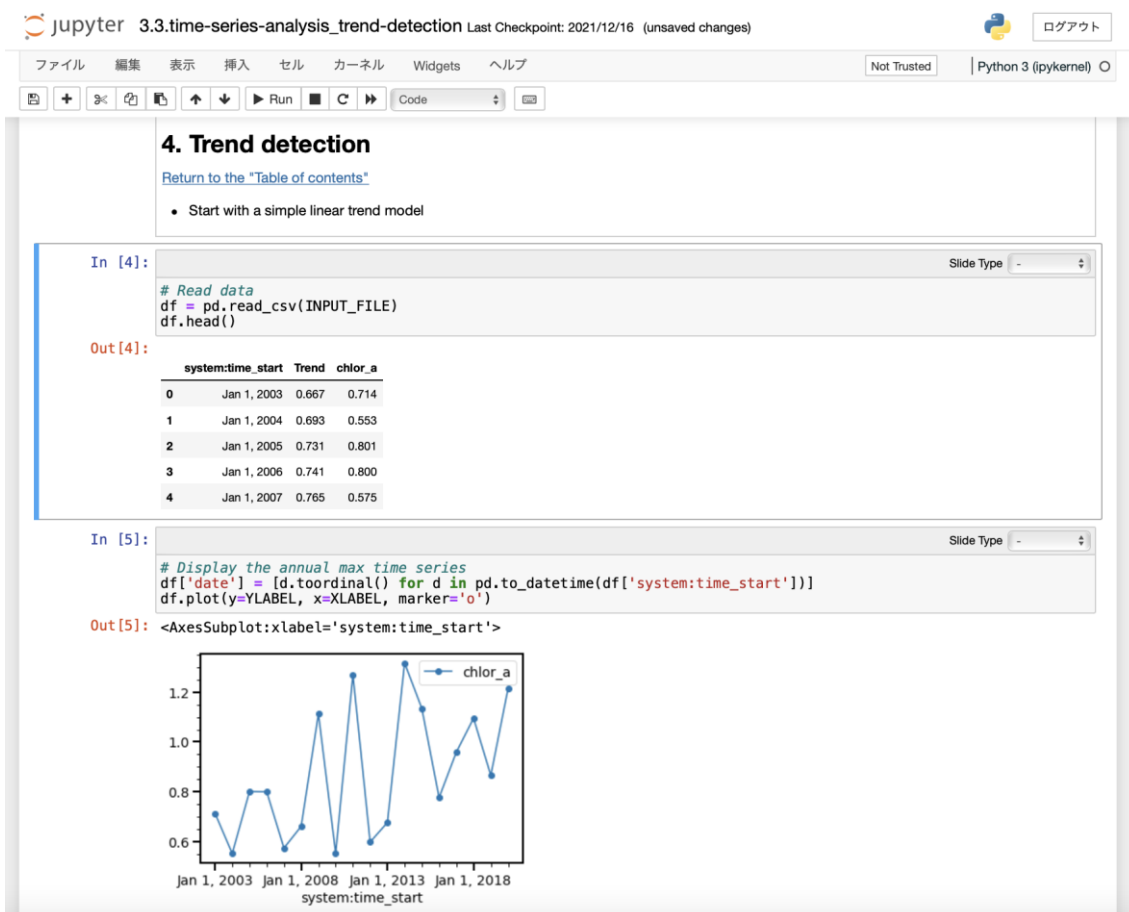 jupyter 3.3.time-series-analysis_trend-detection Last Checkpoint: 2021/12/16 (unsaved changes)
ログアウト
ファイル 編集 表示 挿入 セル カーネル Widgets ヘルプ
Not Trusted
Python 3 (ipykernel)
Run
Code
4. Trend detection
Return to the "Table of contents"
• Start with a simple linear trend model
In [4]:
Slide Type -
# Read data
df = pd.read_csv(INPUT_FILE)
df.head()
Out[4]:
system:time_start Trend chlor_a
0 Jan 1, 2003 0.667 0.714
1 Jan 1, 2004 0.693 0.553
2 Jan 1, 2005 0.731 0.801
3 Jan 1, 2006 0.741 0.800
4 Jan 1, 2007 0.765 0.575
In [5]:
Slide Type -
# Display the annual max time series
df['date'] = [d.toordinal() for d in pd.to_datetime(df['system:time_start'])]
df.plot(y=YLABEL, x=XLABEL, marker='o')
Out[5]: <AxesSubplot:xlabel='system:time_start'>
chlor_a
1.2
1.0
0.8
0.6
Jan 1, 2003 Jan 1, 2008 Jan 1, 2013 Jan 1, 2018
system:time_start